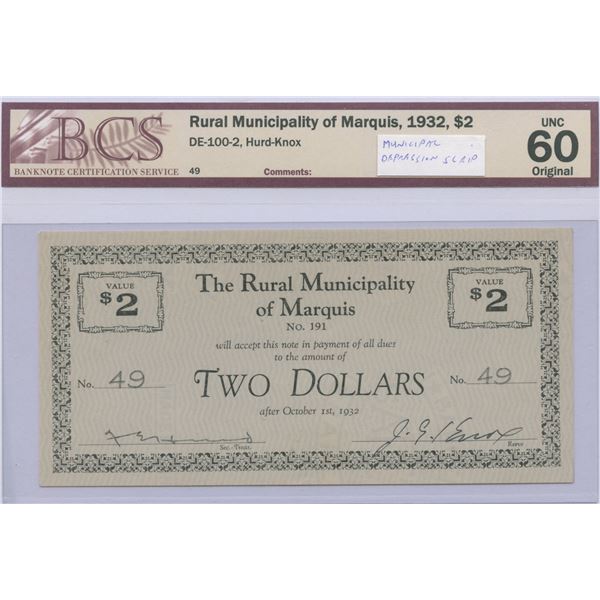 BCS
BANKNOTE CERTIFICATION SERVICE
Rural Municipality of Marquis, 1932, $2
DE-100-2, Hurd-Knox
49 Comments:
MUNICIPAL
DEPRESSION SCRIP
UNC
60
Original
VALUE
$2
The Rural Municipality
of Marquis
No. 191
VALUE
$2
will accept this note in payment of all dues
to the amount of
No. 49
TWO DOLLARS
No. 49
after October 1st, 1932
Sec.-Treas.
J. G. Knox
Reeve